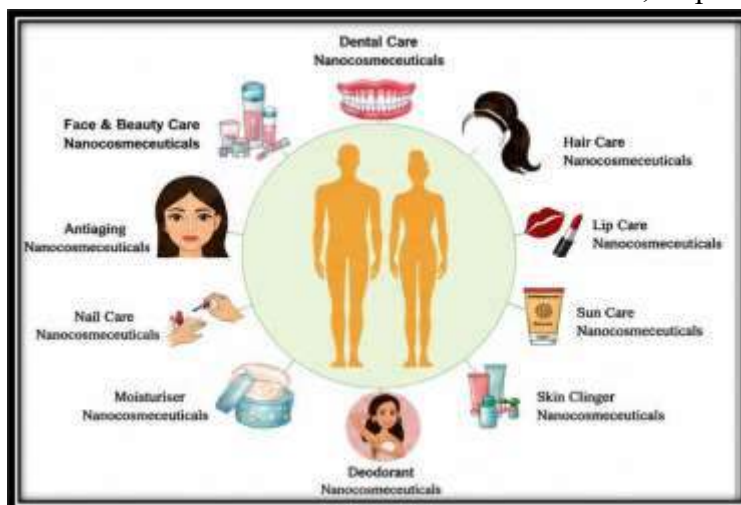 Dental Care
Nanocosmeceuticals
Face & Beauty Care
Nanocosmeceuticals
Hair Care
Nanocosmeceuticals
Antiaging
Nanocosmeceuticals
Lip Care
Nanocosmeceuticals
Nail Care
Nanocosmeceuticals
Sun Care
Nanocosmeceuticals
Moisturiser
Nanocosmeceuticals
Skin Clinger
Nanocosmeceuticals
Deodorant
Nanocosmeceuticals